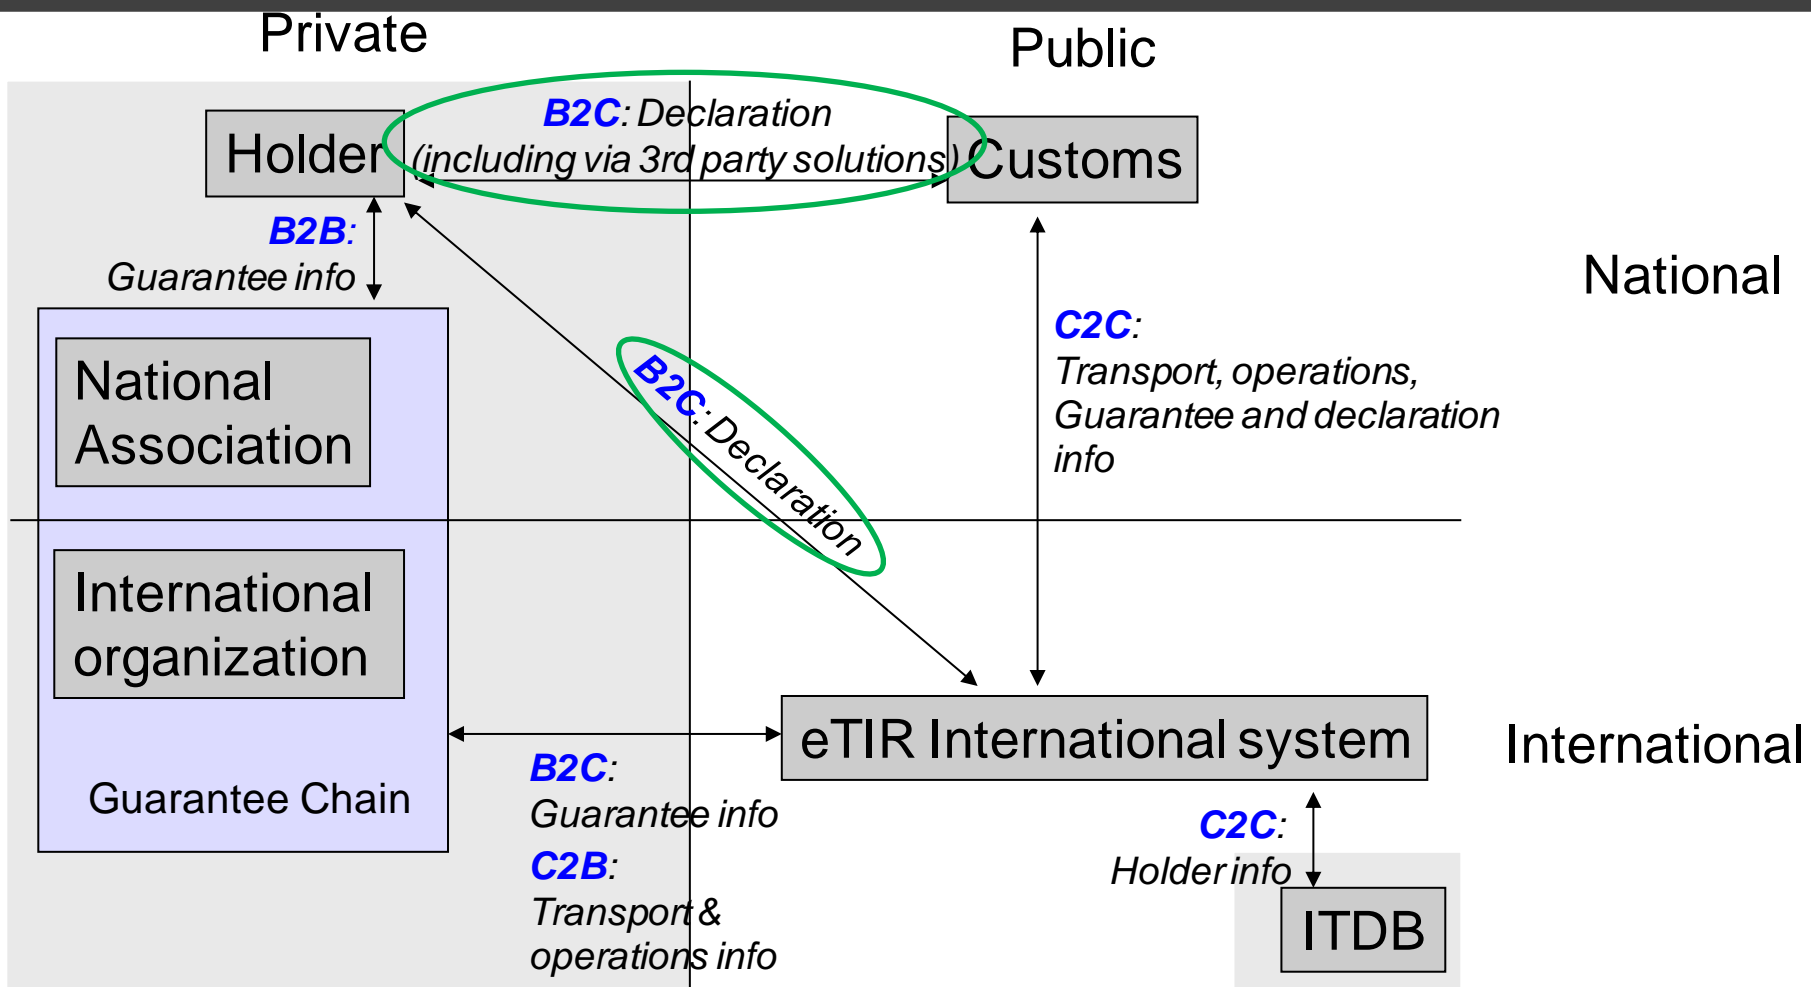 Private
Public
B2C: Declaration
(including via 3rd party solutions)
Holder
Customs
B2B:
Guarantee info
National
C2C:
Transport, operations,
Guarantee and declaration
info
B2C: Declaration
National
Association
International
organization
Guarantee Chain
eTIR International system
International
B2C:
Guarantee info
C2B:
Transport &
operations info
C2C:
Holder info
ITDB